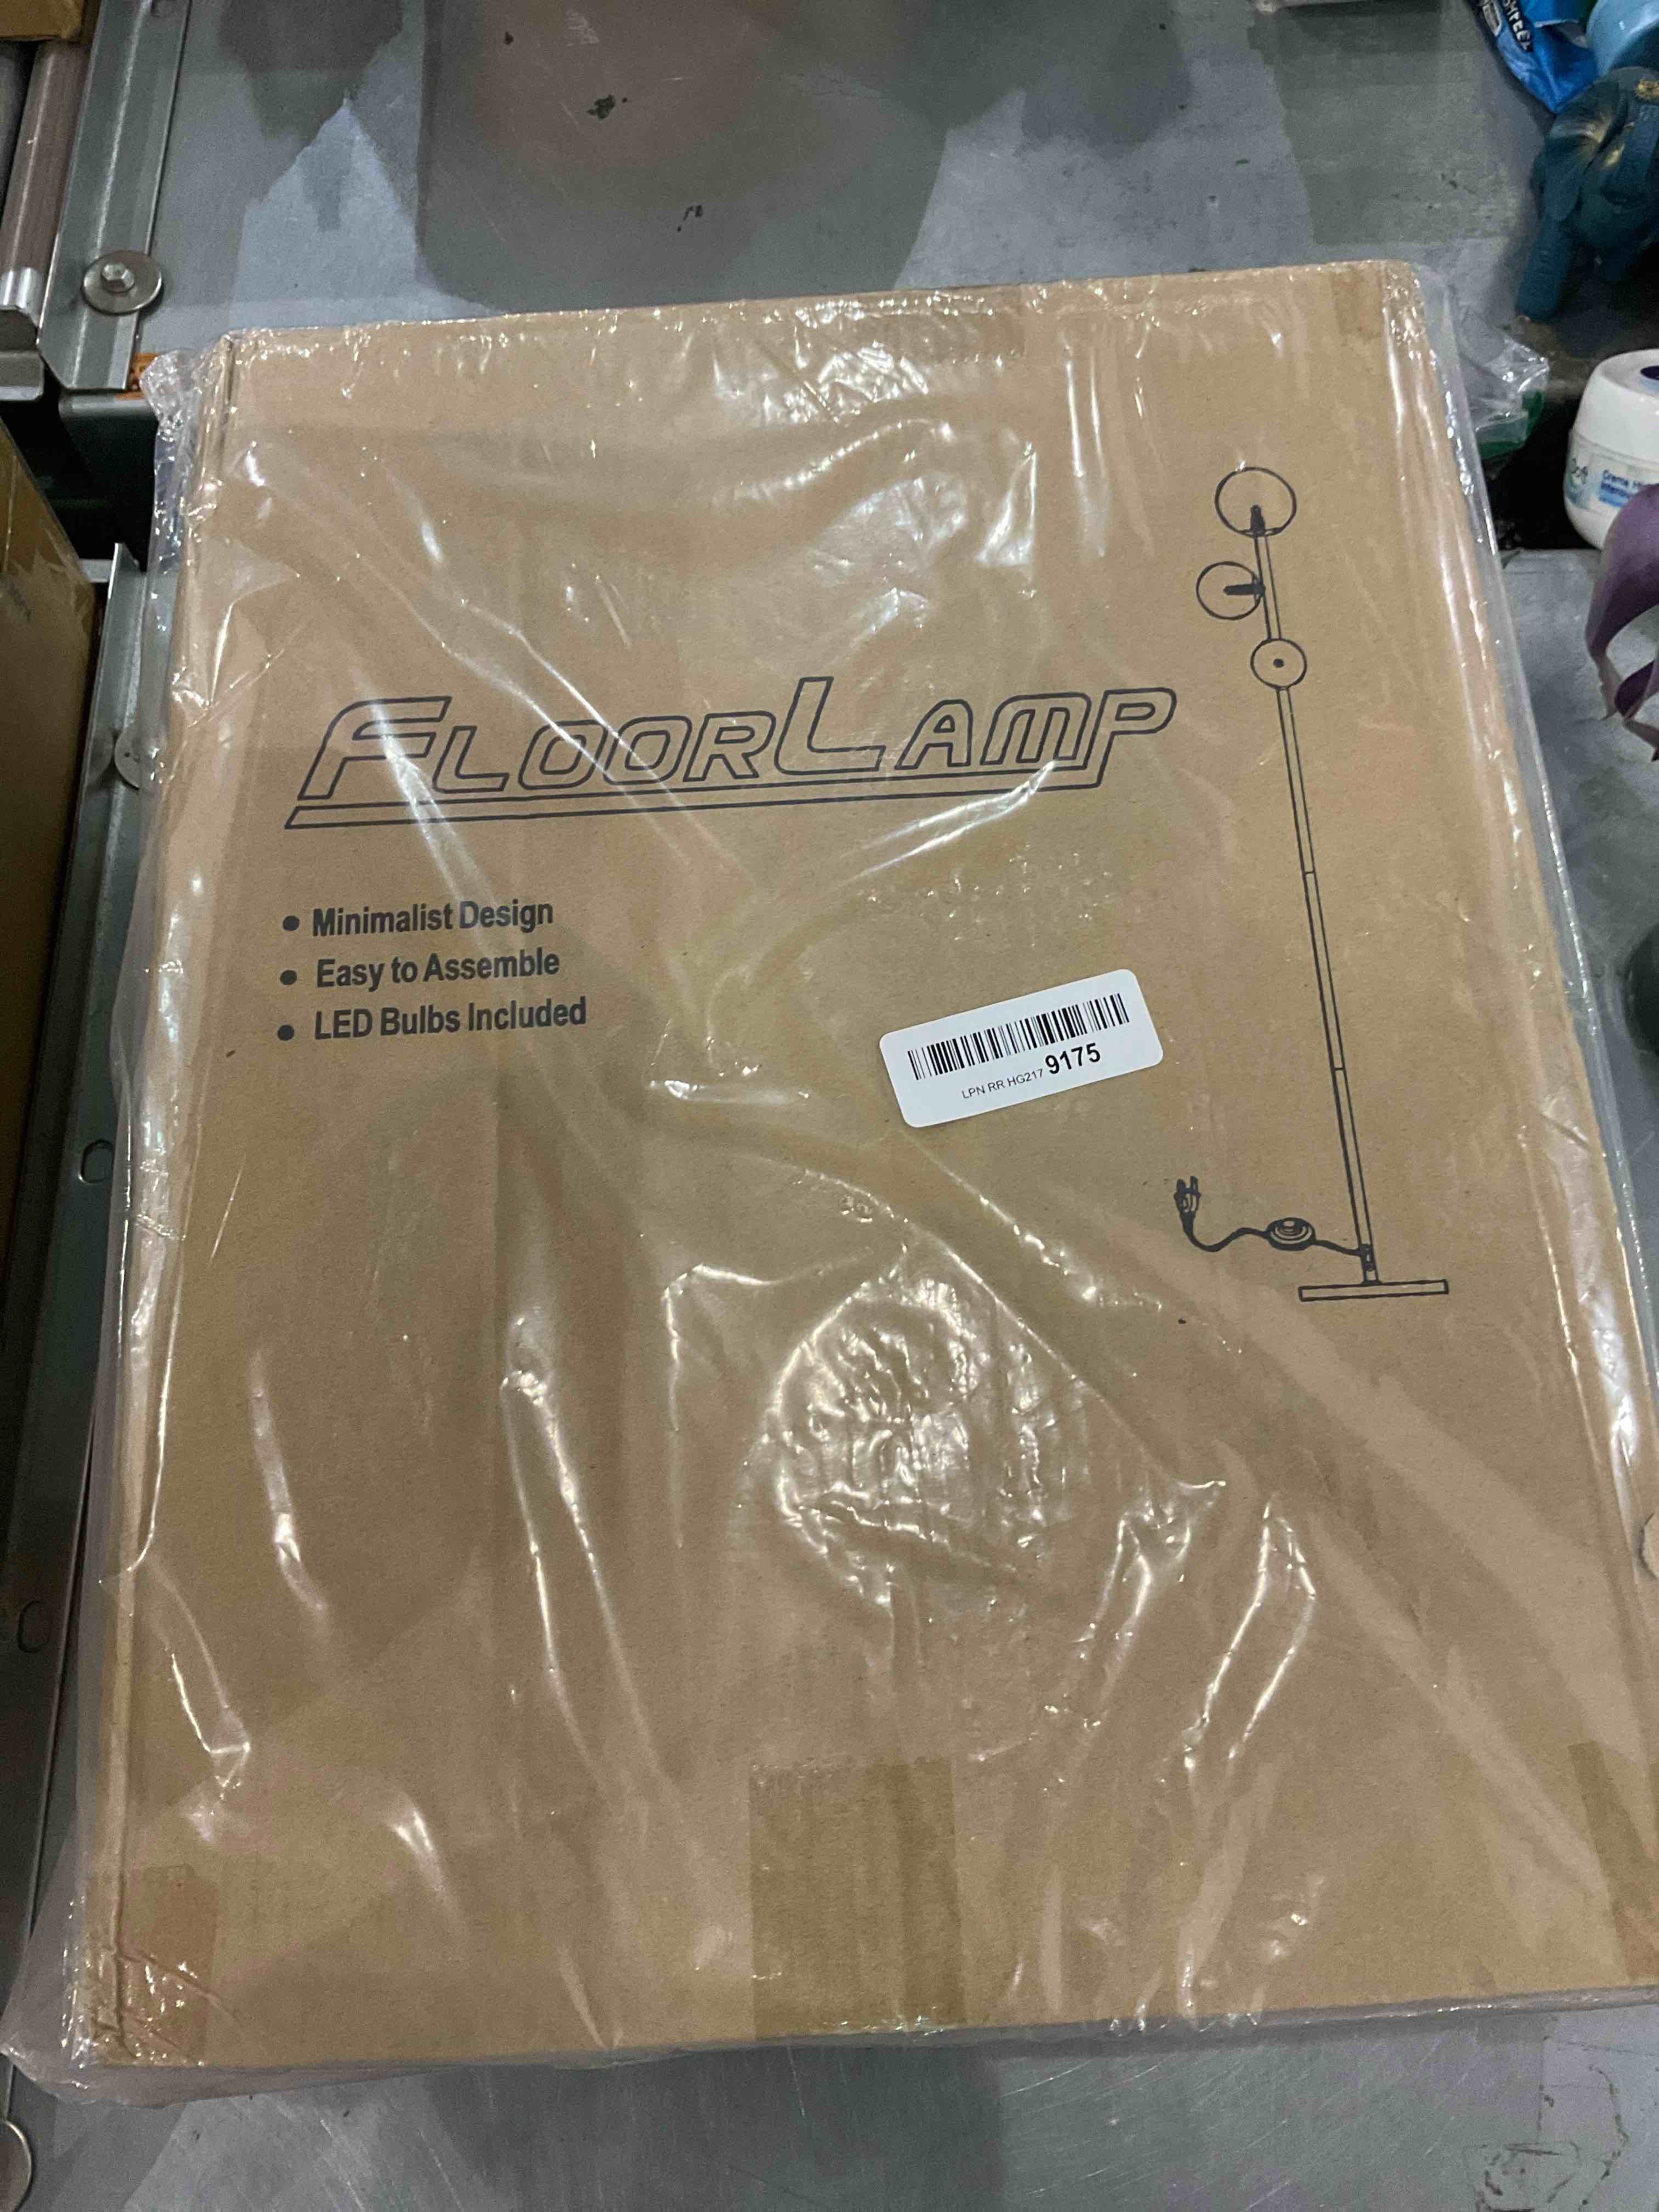 FLOORLAMP
• Minimalist Design
• Easy to Assemble
• LED Bulbs Included
LPN RR HG217 9175